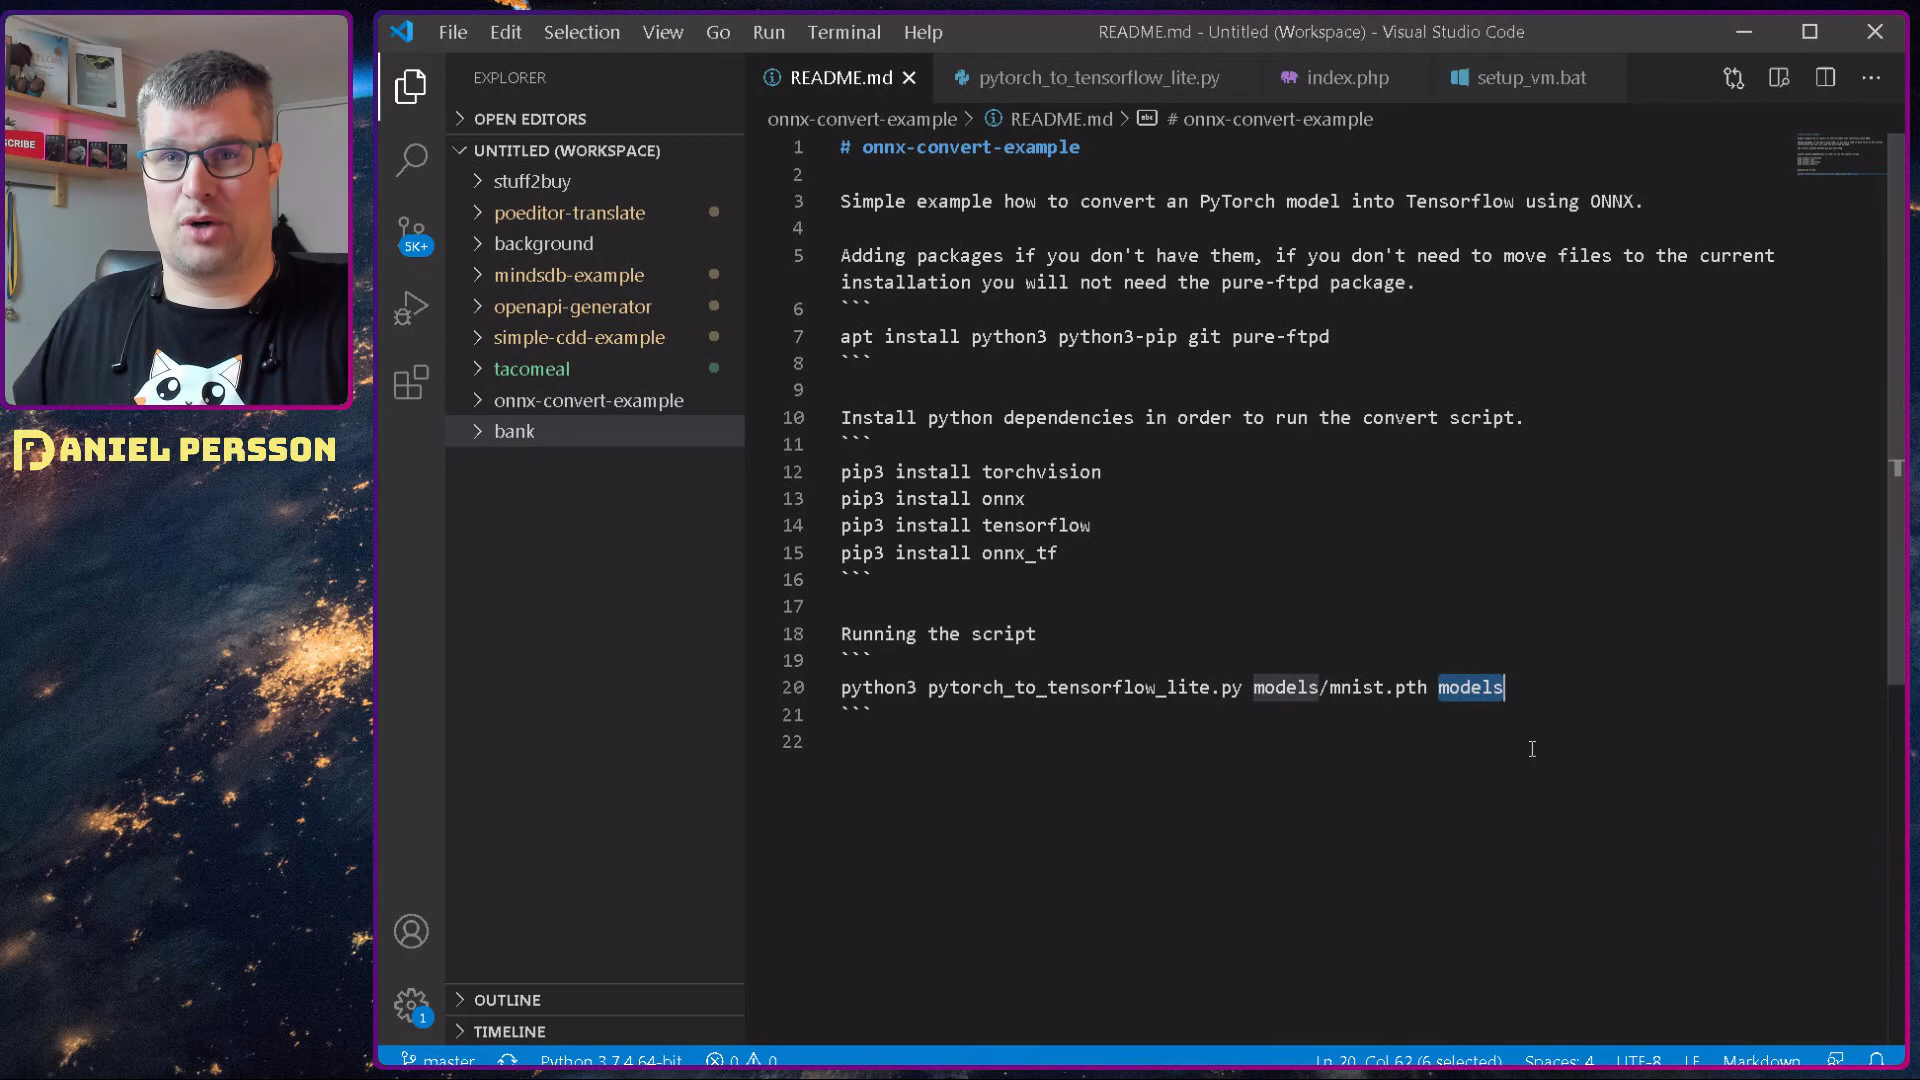 File Edit Selection View Go Run Terminal Help
README.md - Untitled (Workspace) - Visual Studio Code
EXPLORER
OPEN EDITORS
UNTITLED (WORKSPACE)
stuff2buy
poeditor-translate
background
mindsdb-example
openapi-generator
simple-cdd-example
tacomeal
onnx-convert-example
bank
OUTLINE
TIMELINE
5K+
1
README.md
pytorch_to_tensorflow_lite.py
index.php
setup_vm.bat
onnx-convert-example > README.md > # onnx-convert-example
1 # onnx-convert-example
2
3 Simple example how to convert an PyTorch model into Tensorflow using ONNX.
4
5 Adding packages if you don't have them, if you don't need to move files to the current
installation you will not need the pure-ftpd package.
6 ```
7 apt install python3 python3-pip git pure-ftpd
8 ```
9
10 Install python dependencies in order to run the convert script.
11 ```
12 pip3 install torchvision
13 pip3 install onnx
14 pip3 install tensorflow
15 pip3 install onnx_tf
16 ```
17
18 Running the script
19 ```
20 python3 pytorch_to_tensorflow_lite.py models/mnist.pth models
21 ```
22
master
Python 3.7.4 64-bit
0 0
Ln 20, Col 62 (6 selected)
Spaces: 4
UTF-8
LF
Markdown
SCRIBE
DANIEL PERSSON